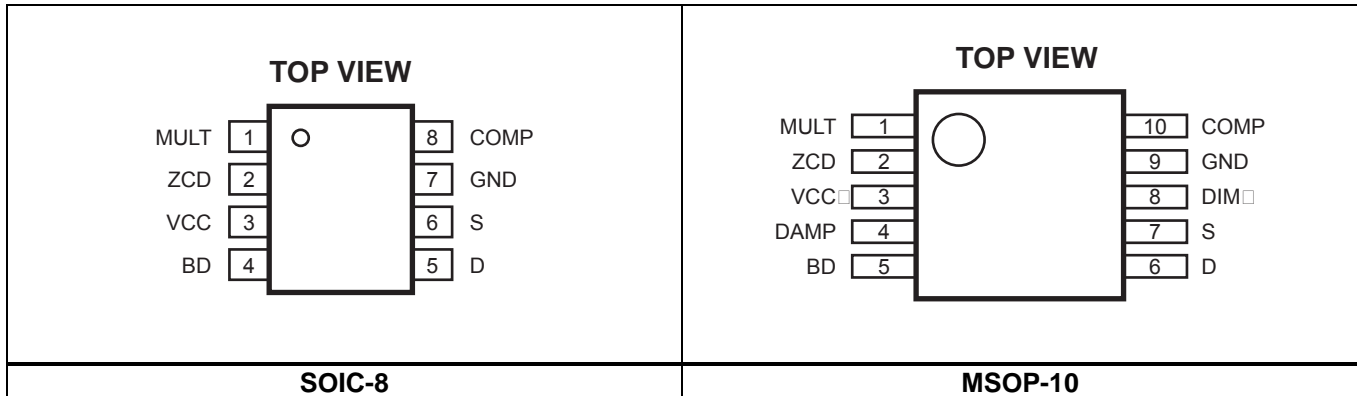 TOP VIEW
MULT 1 8 COMP
ZCD 2 7 GND
VCC 3 6 S
BD 4 5 D
SOIC-8
TOP VIEW
MULT 1 10 COMP
ZCD 2 9 GND
VCC□ 3 8 DIM□
DAMP 4 7 S
BD 5 6 D
MSOP-10